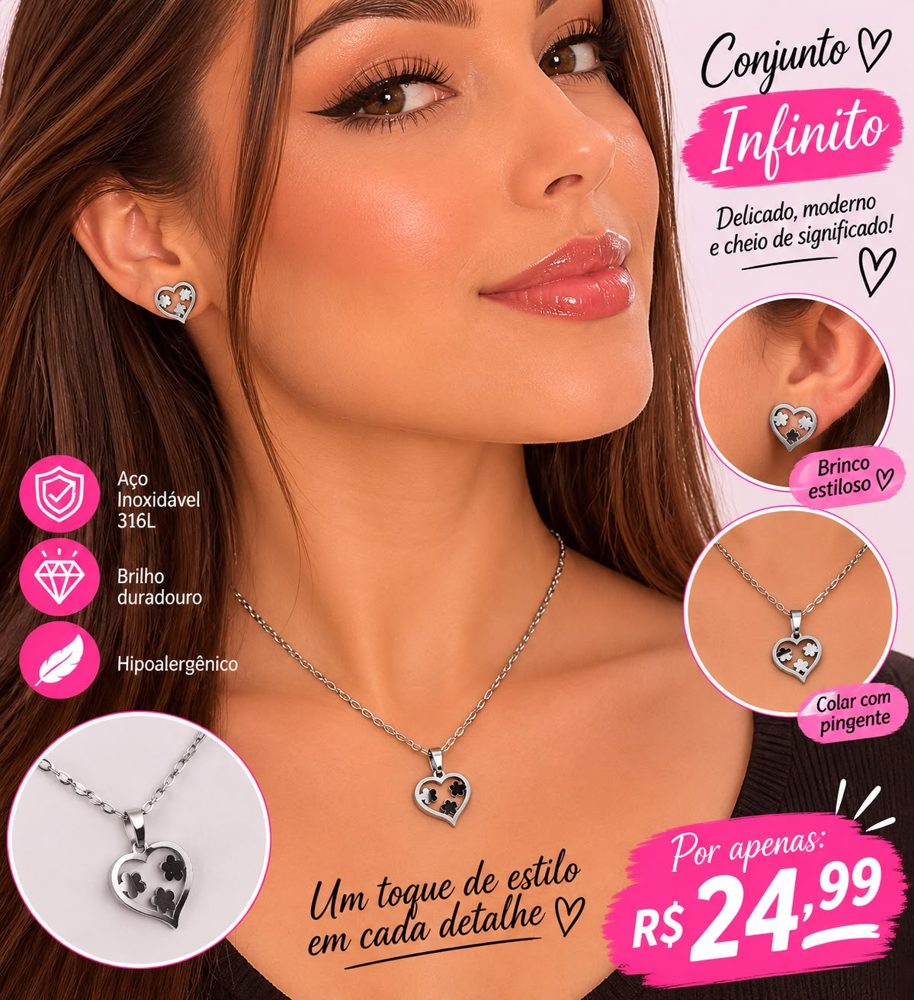 Conjunto
Infinito
Delicado, moderno
e cheio de significado!
Brinco
estiloso
Aço
Inoxidável
316L
Brilho
duradouro
Hipoalergênico
Colar com
pingente
Um toque de estilo
em cada detalhe
Por apenas:
R$ 24,99